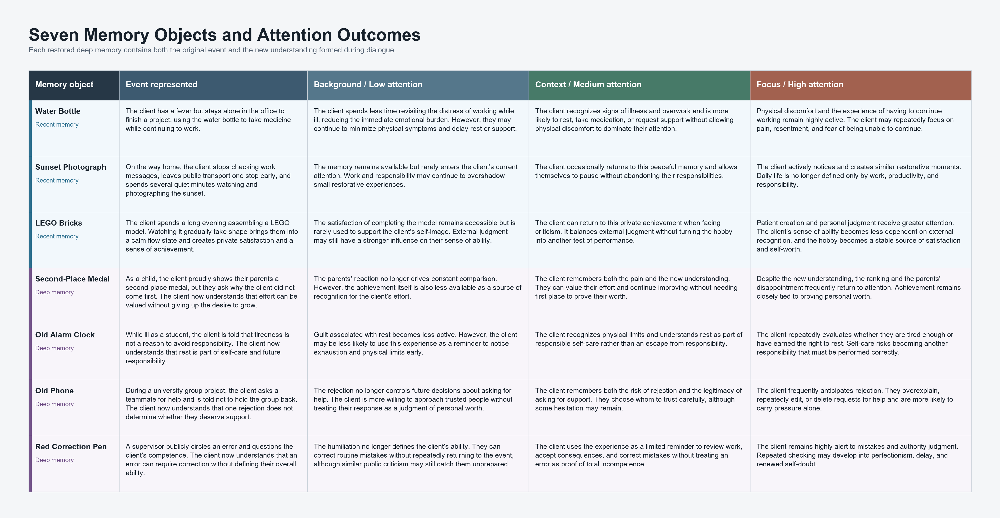 Seven Memory Objects and Attention Outcomes
Each restored deep memory contains both the original event and the new understanding formed during dialogue.
Memory object
Event represented
Background / Low attention
Context / Medium attention
Focus / High attention
Water Bottle
Recent memory
The client has a fever but stays alone in the office to
finish a project, using the water bottle to take medicine
while continuing to work.
The client spends less time revisiting the distress of working while
ill, reducing the immediate emotional burden. However, they may
continue to minimize physical symptoms and delay rest or support.
The client recognizes signs of illness and overwork and is more
likely to rest, take medication, or request support without allowing
physical discomfort to dominate their attention.
Physical discomfort and the experience of having to continue
working remain highly active. The client may repeatedly focus on
pain, resentment, and fear of being unable to continue.
Sunset Photograph
Recent memory
On the way home, the client stops checking work
messages, leaves public transport one stop early, and
spends several quiet minutes watching and
photographing the sunset.
The memory remains available but rarely enters the client's current
attention. Work and responsibility may continue to overshadow
small restorative experiences.
The client occasionally returns to this peaceful memory and allows
themselves to pause without abandoning their responsibilities.
The client actively notices and creates similar restorative moments.
Daily life is no longer defined only by work, productivity, and
responsibility.
LEGO Bricks
Recent memory
The client spends a long evening assembling a LEGO
model. Watching it gradually take shape brings them into
a calm flow state and creates private satisfaction and a
sense of achievement.
The satisfaction of completing the model remains accessible but is
rarely used to support the client's self-image. External judgment
may still have a stronger influence on their sense of ability.
The client can return to this private achievement when facing
criticism. It balances external judgment without turning the hobby
into another test of performance.
Patient creation and personal judgment receive greater attention.
The client's sense of ability becomes less dependent on external
recognition, and the hobby becomes a stable source of satisfaction
and self-worth.
Second-Place Medal
Deep memory
As a child, the client proudly shows their parents a
second-place medal, but they ask why the client did not
come first. The client now understands that effort can be
valued without giving up the desire to grow.
The parents' reaction no longer drives constant comparison.
However, the achievement itself is also less available as a source of
recognition for the client's effort.
The client remembers both the pain and the new understanding.
They can value their effort and continue improving without needing
first place to prove their worth.
Despite the new understanding, the ranking and the parents'
disappointment frequently return to attention. Achievement remains
closely tied to proving personal worth.
Old Alarm Clock
Deep memory
While ill as a student, the client is told that tiredness is
not a reason to avoid responsibility. The client now
understands that rest is part of self-care and future
responsibility.
Guilt associated with rest becomes less active. However, the client
may be less likely to use this experience as a reminder to notice
exhaustion and physical limits early.
The client recognizes physical limits and understands rest as part of
responsible self-care rather than an escape from responsibility.
The client repeatedly evaluates whether they are tired enough or
have earned the right to rest. Self-care risks becoming another
responsibility that must be performed correctly.
Old Phone
Deep memory
During a university group project, the client asks a
teammate for help and is told not to hold the group back.
The client now understands that one rejection does not
determine whether they deserve support.
The rejection no longer controls future decisions about asking for
help. The client is more willing to approach trusted people without
treating their response as a judgment of personal worth.
The client remembers both the risk of rejection and the legitimacy of
asking for support. They choose whom to trust carefully, although
some hesitation may remain.
The client frequently anticipates rejection. They overexplain,
repeatedly edit, or delete requests for help and are more likely to
carry pressure alone.
Red Correction Pen
Deep memory
A supervisor publicly circles an error and questions the
client's competence. The client now understands that an
error can require correction without defining their overall
ability.
The humiliation no longer defines the client's ability. They can
correct routine mistakes without repeatedly returning to the event,
although similar public criticism may still catch them unprepared.
The client uses the experience as a limited reminder to review work,
accept consequences, and correct mistakes without treating an
error as proof of total incompetence.
The client remains highly alert to mistakes and authority judgment.
Repeated checking may develop into perfectionism, delay, and
renewed self-doubt.